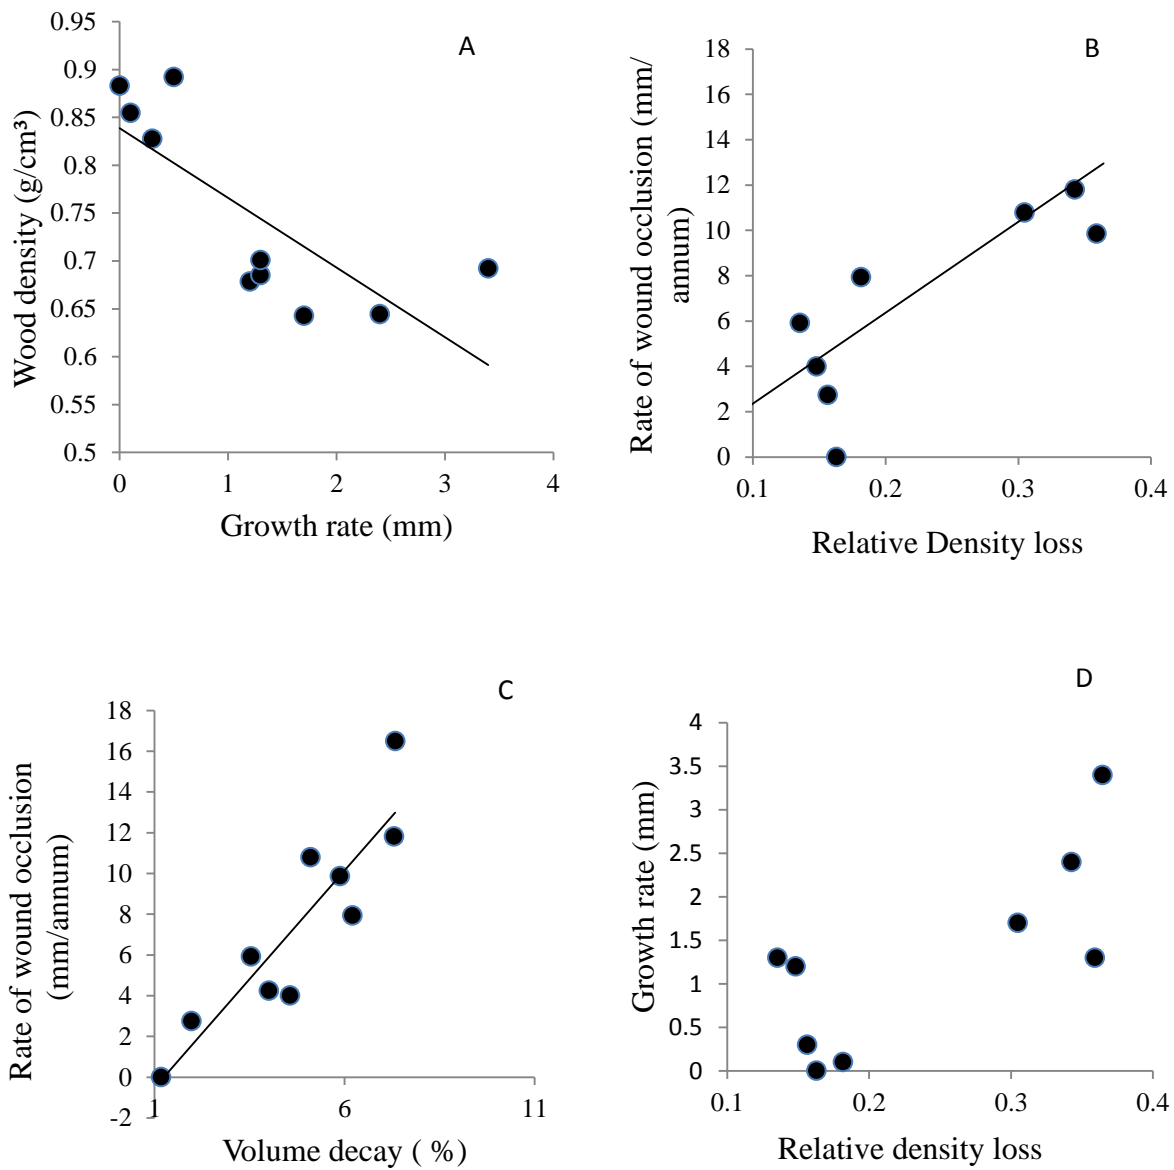 A
0.95
0.9
0.85
0.8
0.75
0.7
0.65
0.6
0.55
0.5
Wood density (g/cm³)
0 1 2 3 4
Growth rate (mm)
B
18
16
14
12
10
8
6
4
2
0
Rate of wound occlusion (mm/
annum)
0.1 0.2 0.3 0.4
Relative Density loss
C
18
16
14
12
10
8
6
4
2
0
-2
Rate of wound occlusion
(mm/annum)
1 6 11
Volume decay ( %)
D
4
3.5
3
2.5
2
1.5
1
0.5
0
Growth rate (mm)
0.1 0.2 0.3 0.4
Relative density loss